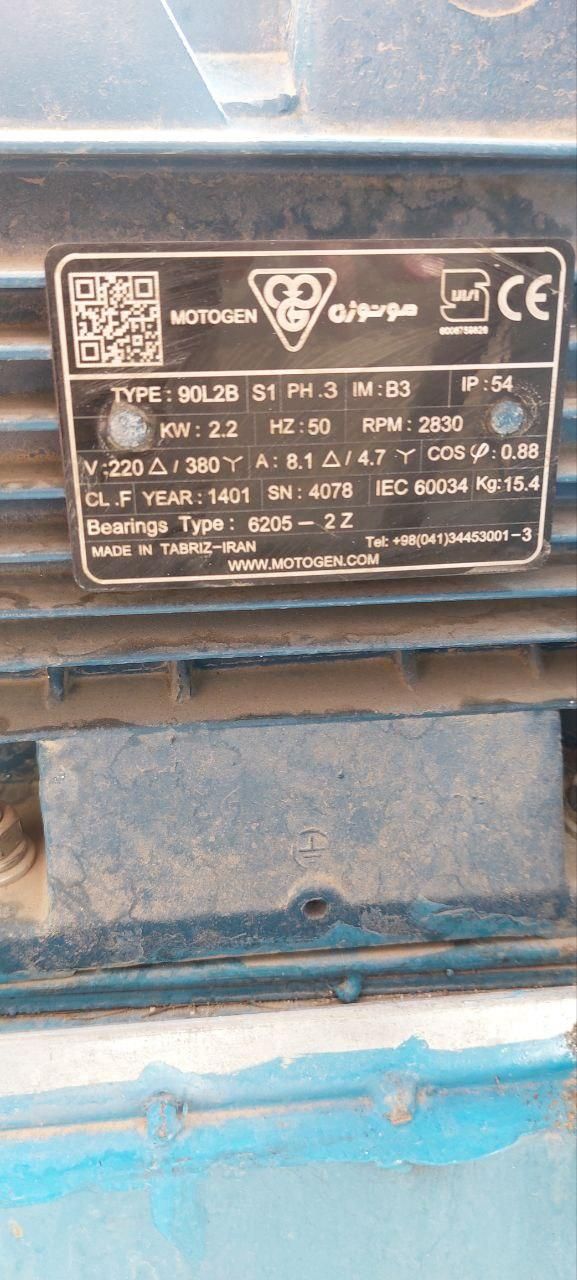 MOTOGEN موتوژن CE
TYPE : 90L2B S1 PH .3 IM : B3 IP : 54
KW : 2.2 HZ : 50 RPM : 2830
V : 220 Δ / 380 Y A : 8.1 Δ / 4.7 Y COS φ : 0.88
CL .F YEAR : 1401 SN : 4078 IEC 60034 Kg: 15.4
Bearings Type : 6205 - 2 Z
MADE IN TABRIZ-IRAN Tel: +98(041)34453001-3
WWW.MOTOGEN.COM